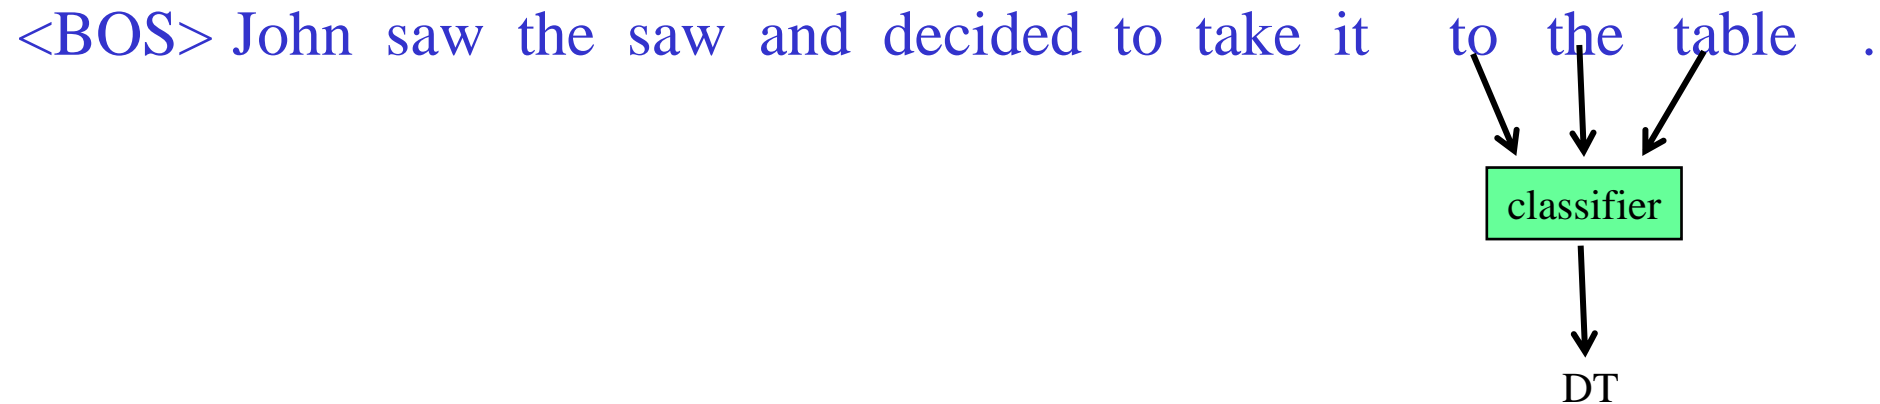 <BOS> John saw the saw and decided to take it to the table .
classifier
DT